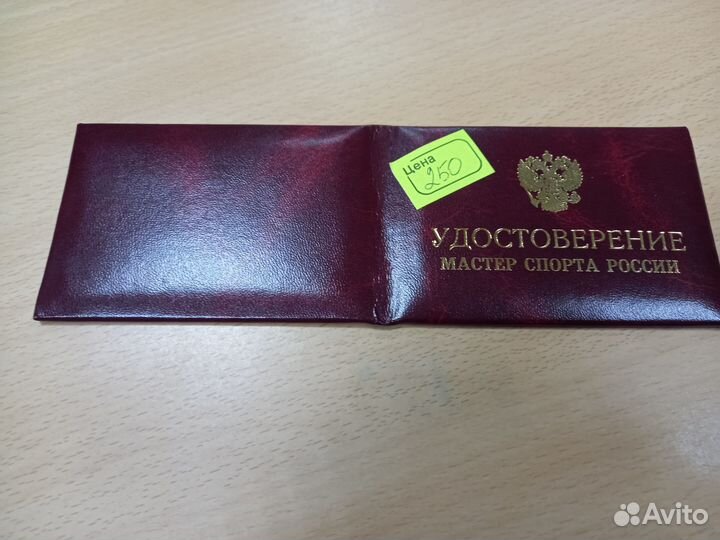 Цена
250
УДОСТОВЕРЕНИЕ
МАСТЕР СПОРТА РОССИИ
Avito